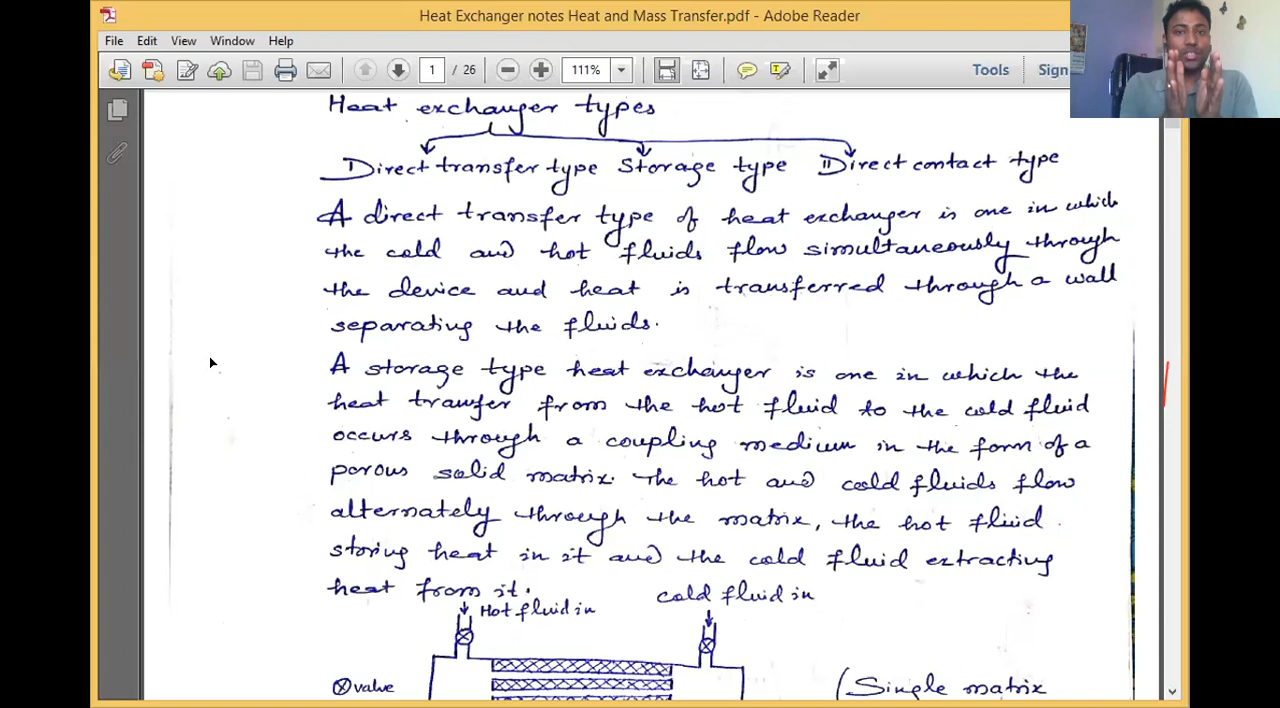 Heat Exchanger notes Heat and Mass Transfer.pdf - Adobe Reader
File Edit View Window Help
1 / 26 111% Tools Sign
Heat exchanger types
Direct transfer type Storage type Direct contact type
A direct transfer type of heat exchanger is one in which
the cold and hot fluids flow simultaneously through
the device and heat is transferred through a wall
separating the fluids.
A storage type heat exchanger is one in which the
heat transfer from the hot fluid to the cold fluid
occurs through a coupling medium in the form of a
porous solid matrix. The hot and cold fluids flow
alternately through the matrix, the hot fluid
storing heat in it and the cold fluid extracting
heat from it.
Hot fluid in cold fluid in
valve (Single matrix